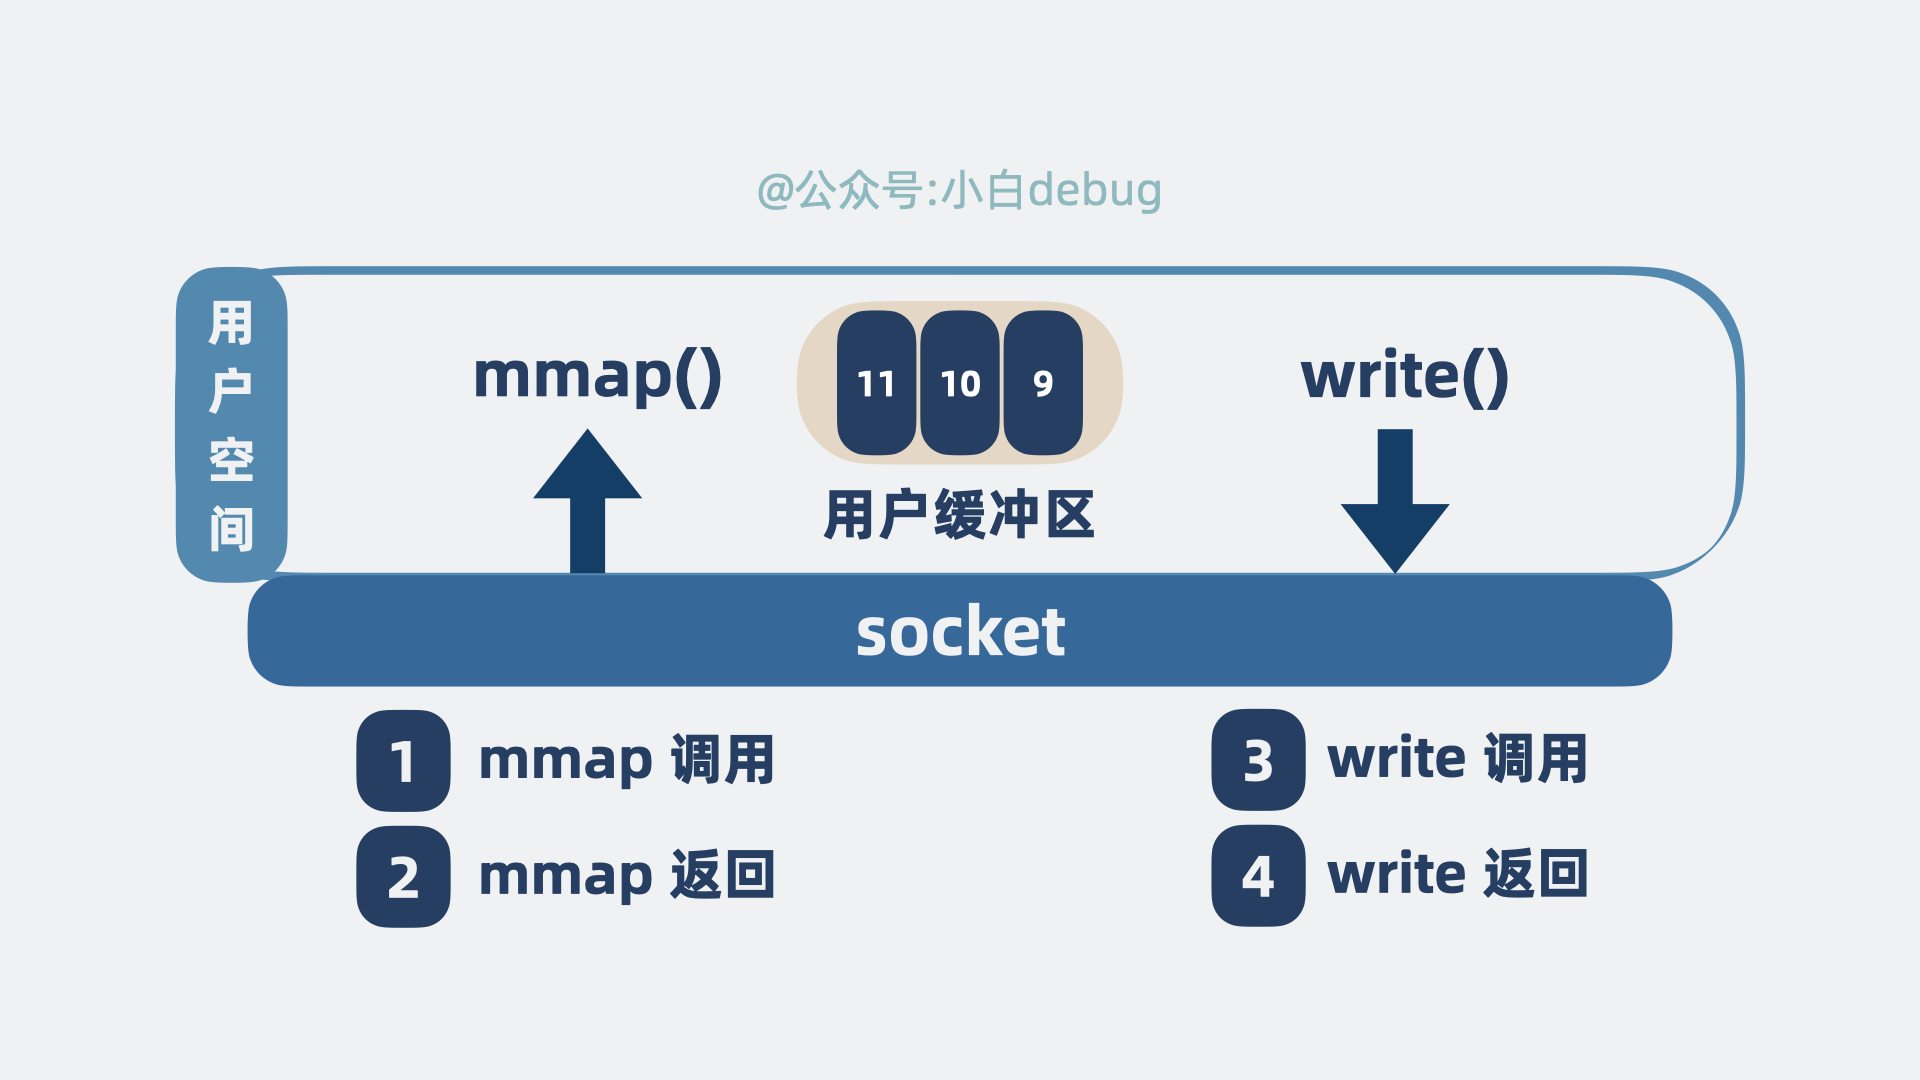 @公众号:小白debug
用户空间
mmap()
11 10 9
write()
用户缓冲区
socket
1 mmap 调用
2 mmap 返回
3 write 调用
4 write 返回